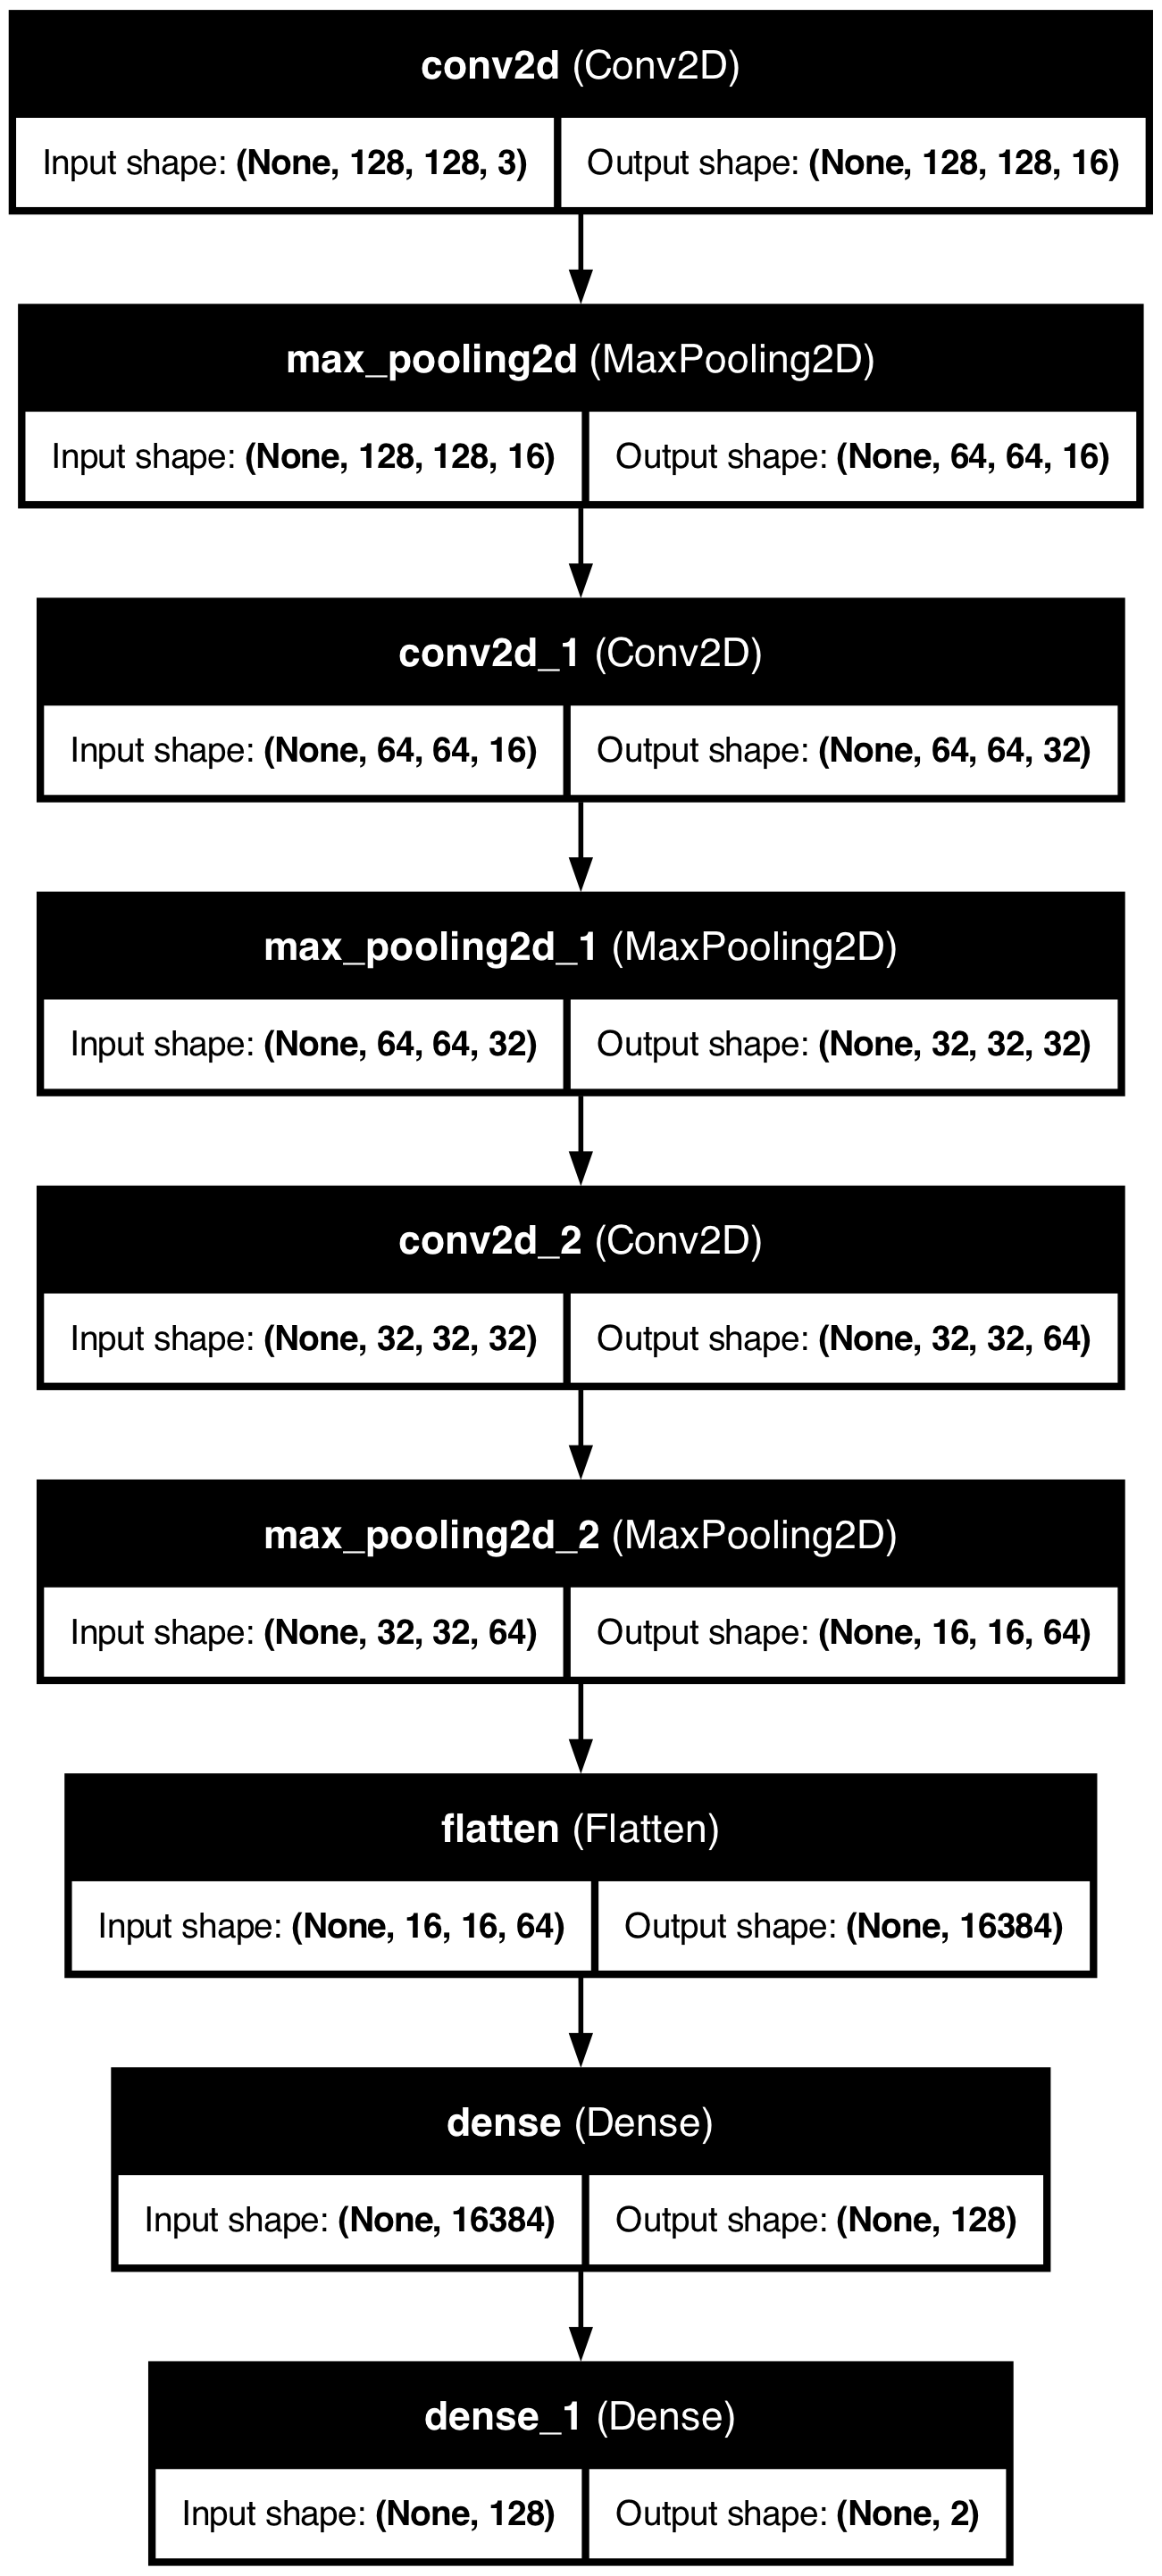 conv2d (Conv2D)
Input shape: (None, 128, 128, 3) Output shape: (None, 128, 128, 16)
max_pooling2d (MaxPooling2D)
Input shape: (None, 128, 128, 16) Output shape: (None, 64, 64, 16)
conv2d_1 (Conv2D)
Input shape: (None, 64, 64, 16) Output shape: (None, 64, 64, 32)
max_pooling2d_1 (MaxPooling2D)
Input shape: (None, 64, 64, 32) Output shape: (None, 32, 32, 32)
conv2d_2 (Conv2D)
Input shape: (None, 32, 32, 32) Output shape: (None, 32, 32, 64)
max_pooling2d_2 (MaxPooling2D)
Input shape: (None, 32, 32, 64) Output shape: (None, 16, 16, 64)
flatten (Flatten)
Input shape: (None, 16, 16, 64) Output shape: (None, 16384)
dense (Dense)
Input shape: (None, 16384) Output shape: (None, 128)
dense_1 (Dense)
Input shape: (None, 128) Output shape: (None, 2)